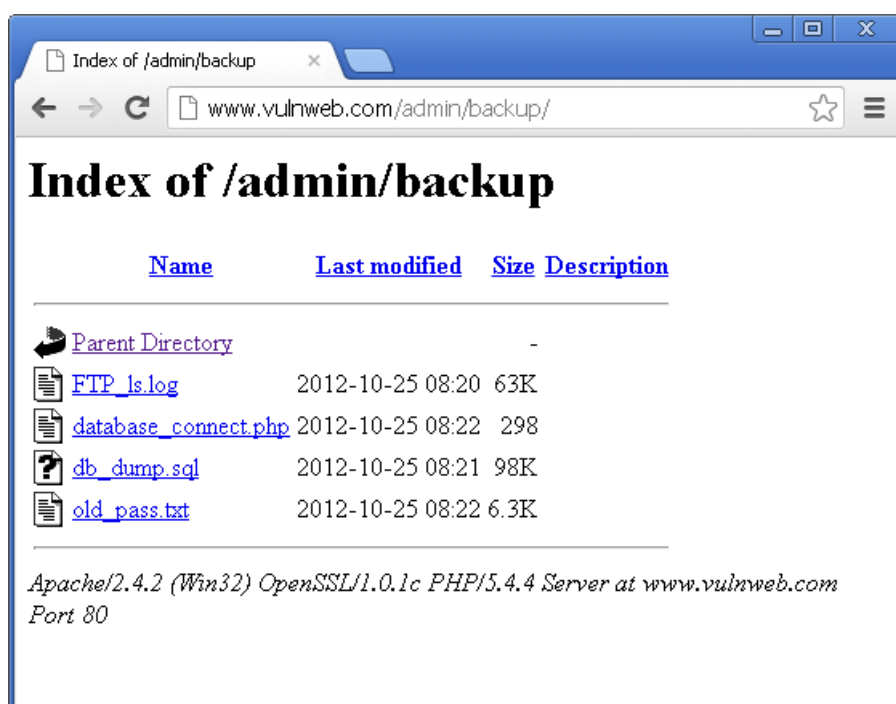 Index of /admin/backup
www.vulnweb.com/admin/backup/
Index of /admin/backup
Name Last modified Size Description
Parent Directory -
FTP_ls.log 2012-10-25 08:20 63K
database_connect.php 2012-10-25 08:22 298
db_dump.sql 2012-10-25 08:21 98K
old_pass.txt 2012-10-25 08:22 6.3K
Apache/2.4.2 (Win32) OpenSSL/1.0.1c PHP/5.4.4 Server at www.vulnweb.com
Port 80